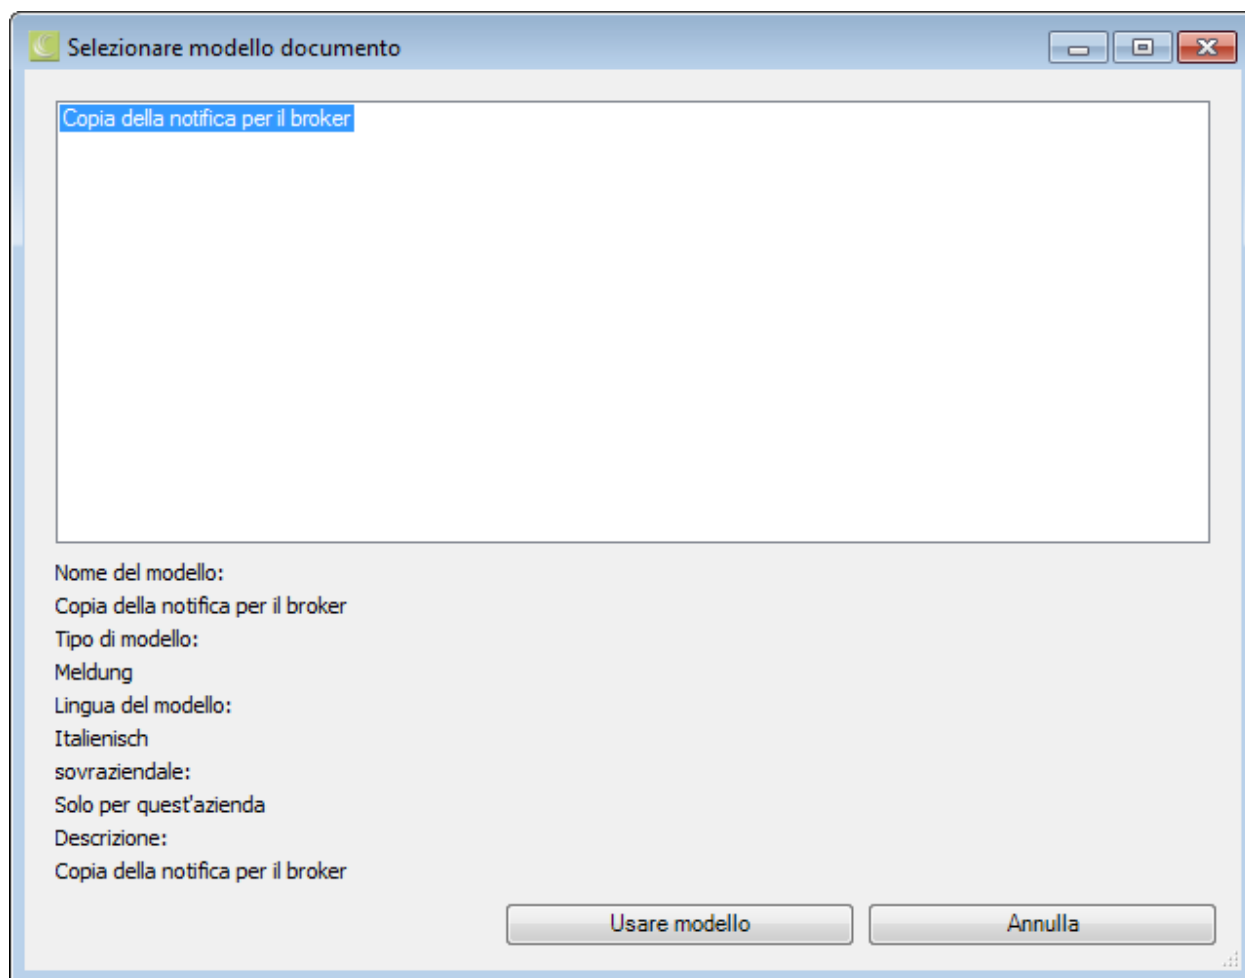 Selezionare modello documento
Copia della notifica per il broker
Nome del modello:
Copia della notifica per il broker
Tipo di modello:
Meldung
Lingua del modello:
Italienisch
sovraziendale:
Solo per quest'azienda
Descrizione:
Copia della notifica per il broker
Usare modello Annulla